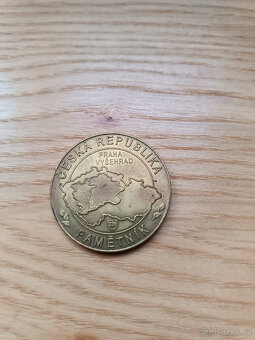 ČESKÁ REPUBLIKA
PRAHA
VYŠEHRAD
PAMĚTNÍK